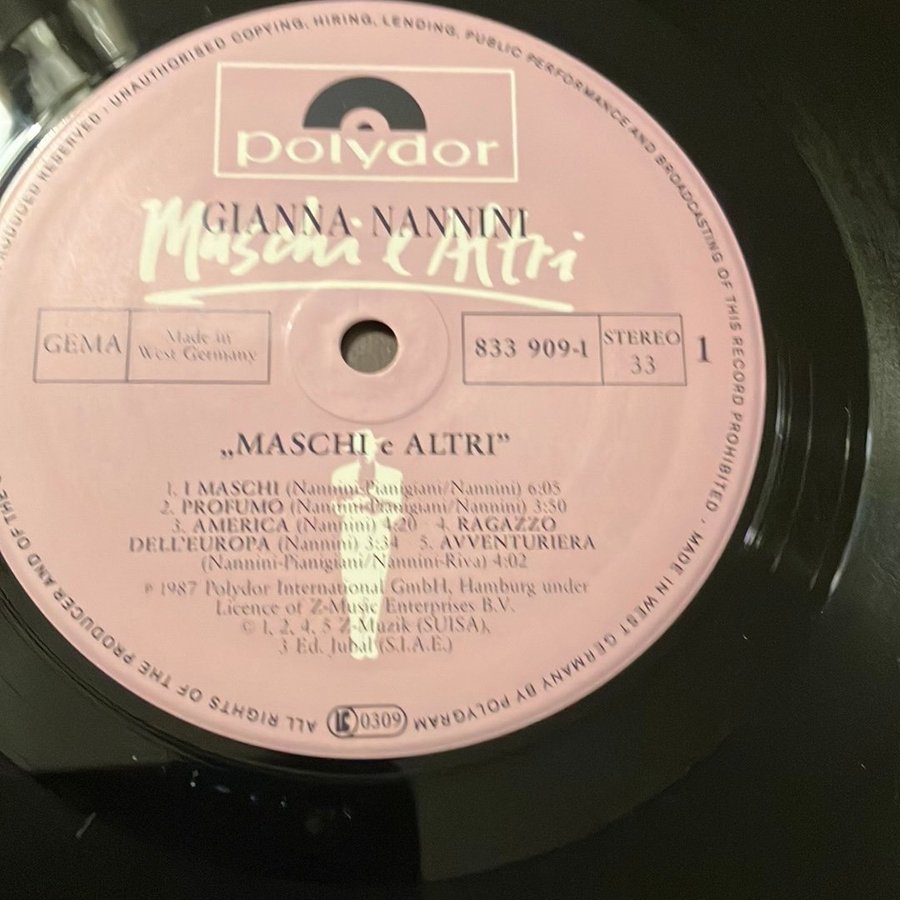 PRODUCED RESERVED · UNAUTHORISED COPYING, HIRING, LENDING, PUBLIC PERFORMANCE AND BROADCASTING OF THIS RECORD PROHIBITED · MADE IN WEST GERMANY BY POLYGRAM
polydor
GIANNA NANNINI
Maschi e Altri
GEMA
Made in
West Germany
833 909-1
STEREO
33
1
„MASCHI e ALTRI”
1. I MASCHI (Nannini-Pianigiani/Nannini) 6:05
2. PROFUMO (Nannini-Pianigiani/Nannini) 3:50
3. AMERICA (Nannini) 4:20 4. RAGAZZO
DELL'EUROPA (Nannini) 3:34 5. AVVENTURIERA
(Nannini-Pianigiani/Nannini-Riva) 4:02
℗ 1987 Polydor International GmbH, Hamburg under
Licence of Z-Music Enterprises B.V.
© 1, 2, 4, 5 Z-Muzik (SUISA),
3 Ed. Jubal (S.I.A.E.)
LC 0309
ALL RIGHTS OF THE PRODUCER AND OF THE